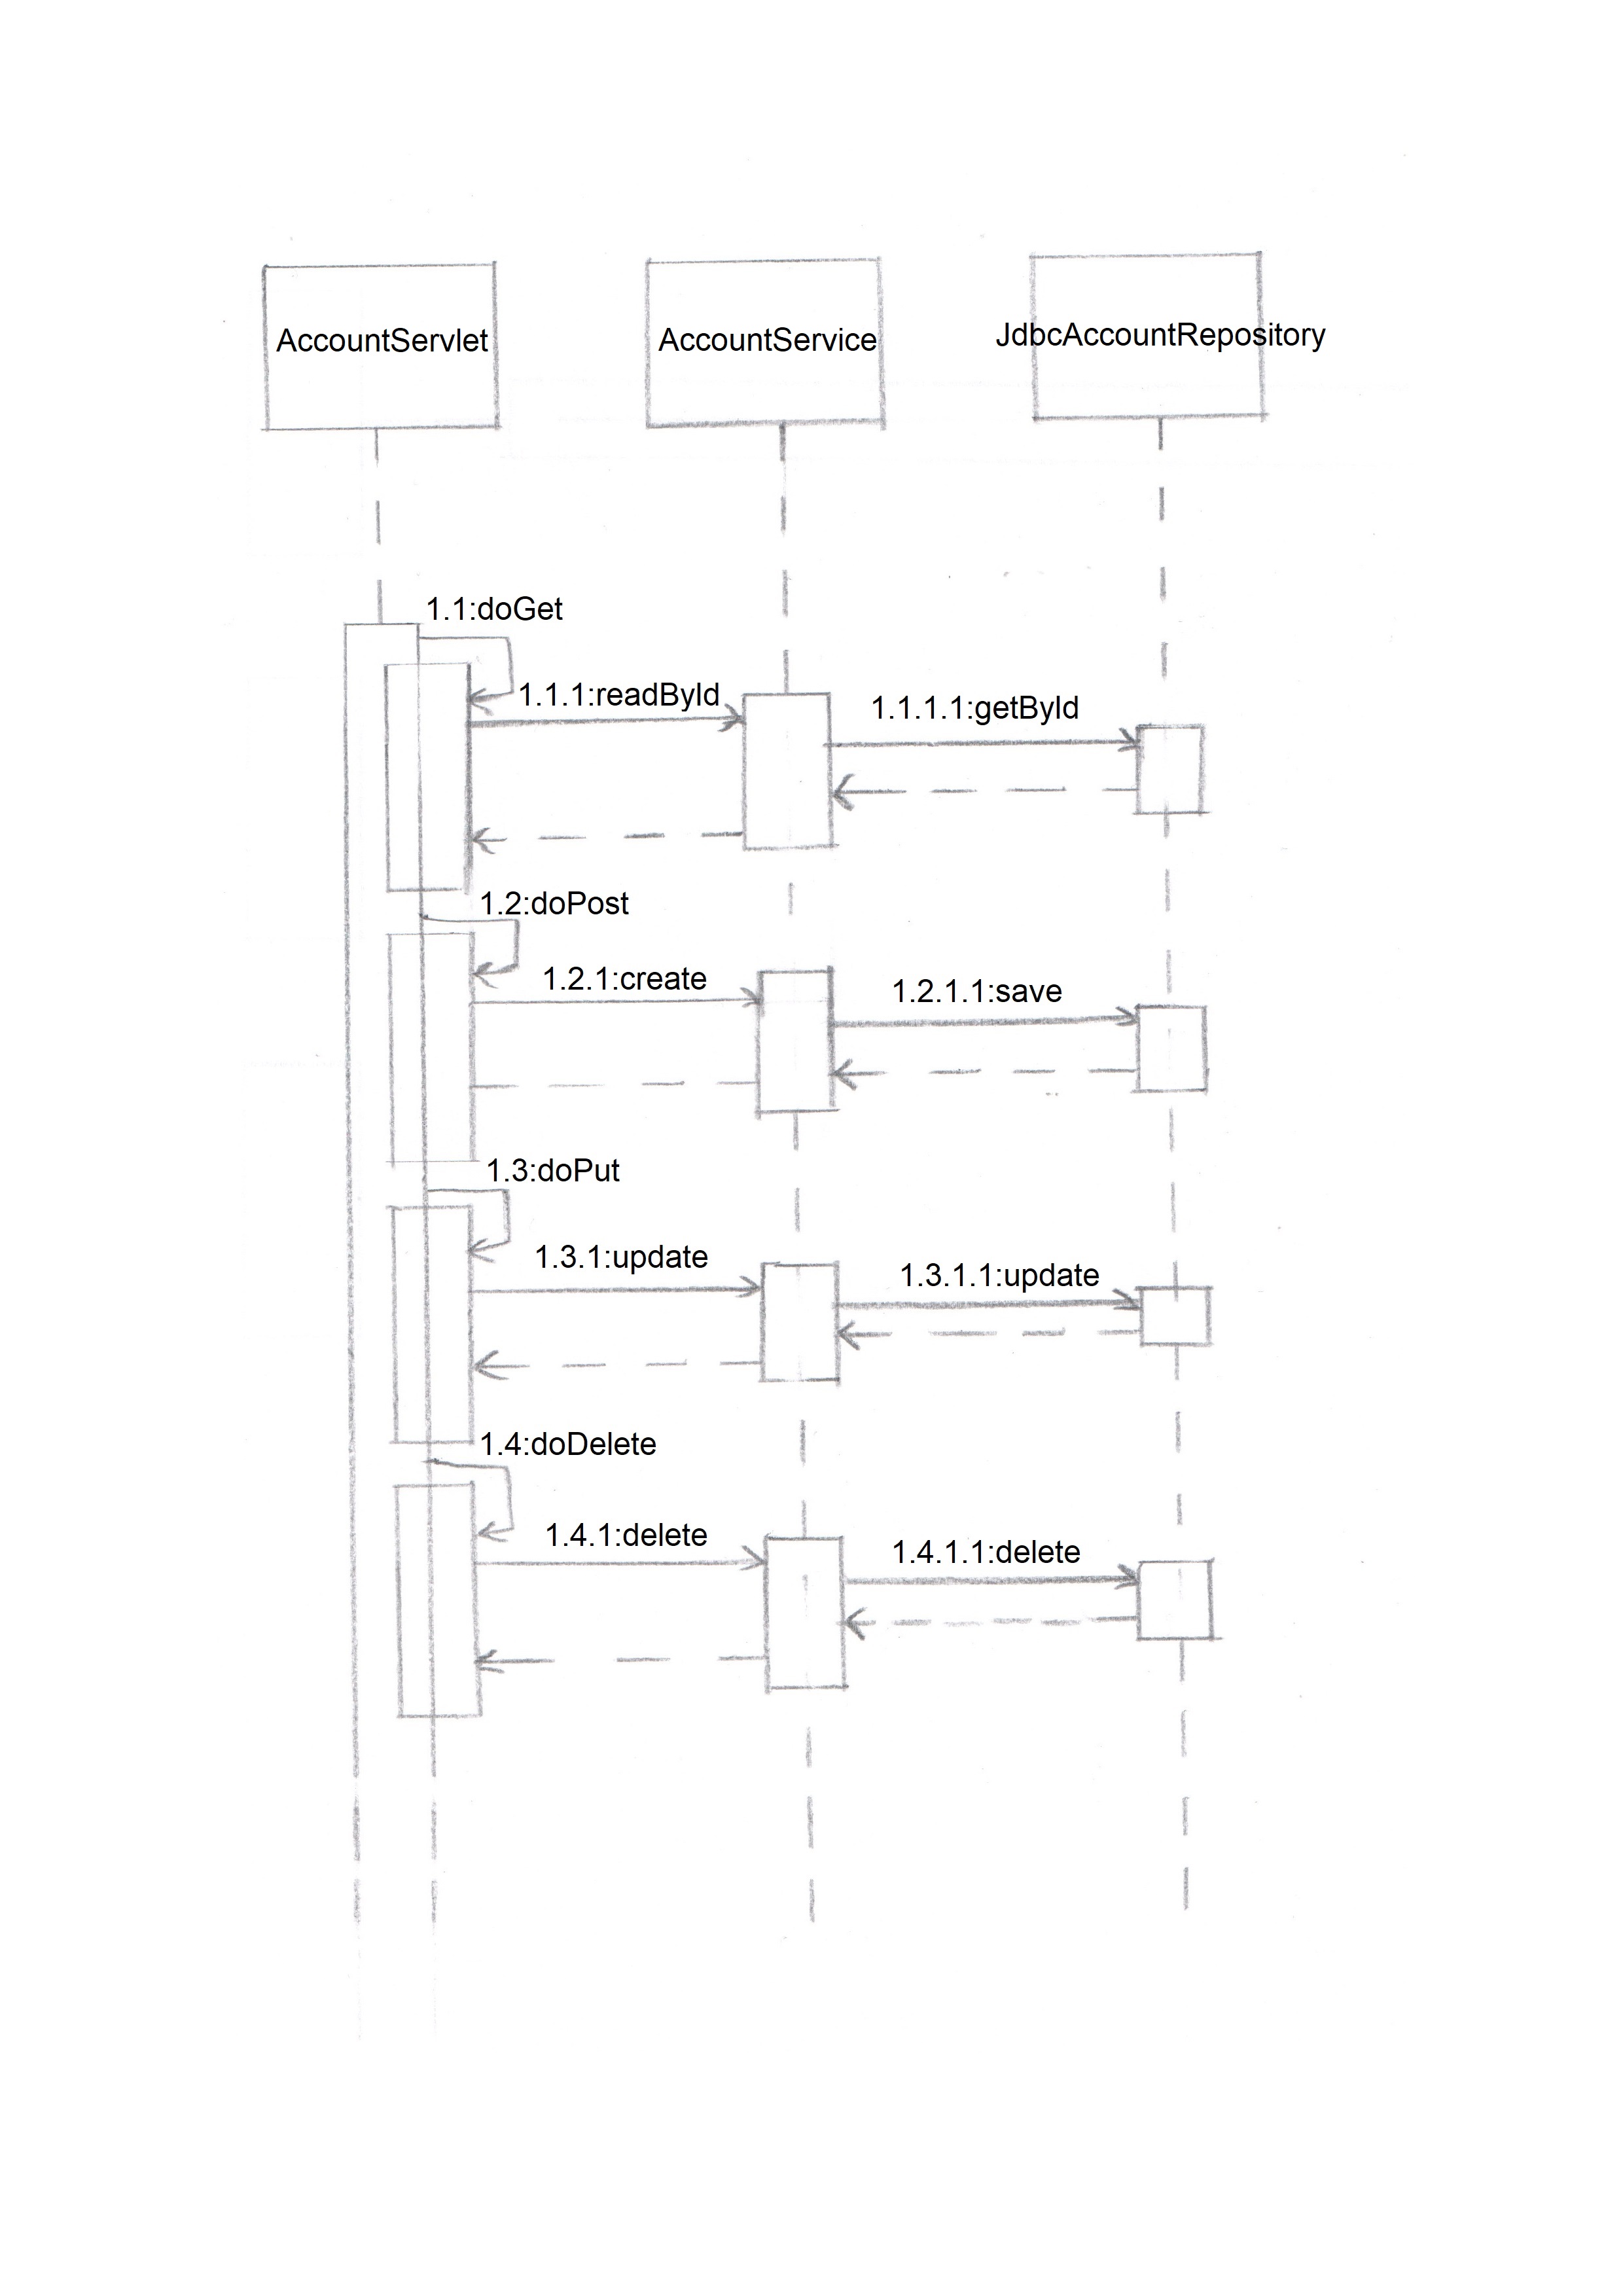 AccountServlet
AccountService
JdbcAccountRepository
1.1:doGet
1.1.1:readById
1.1.1.1:getById
1.2:doPost
1.2.1:create
1.2.1.1:save
1.3:doPut
1.3.1:update
1.3.1.1:update
1.4:doDelete
1.4.1:delete
1.4.1.1:delete